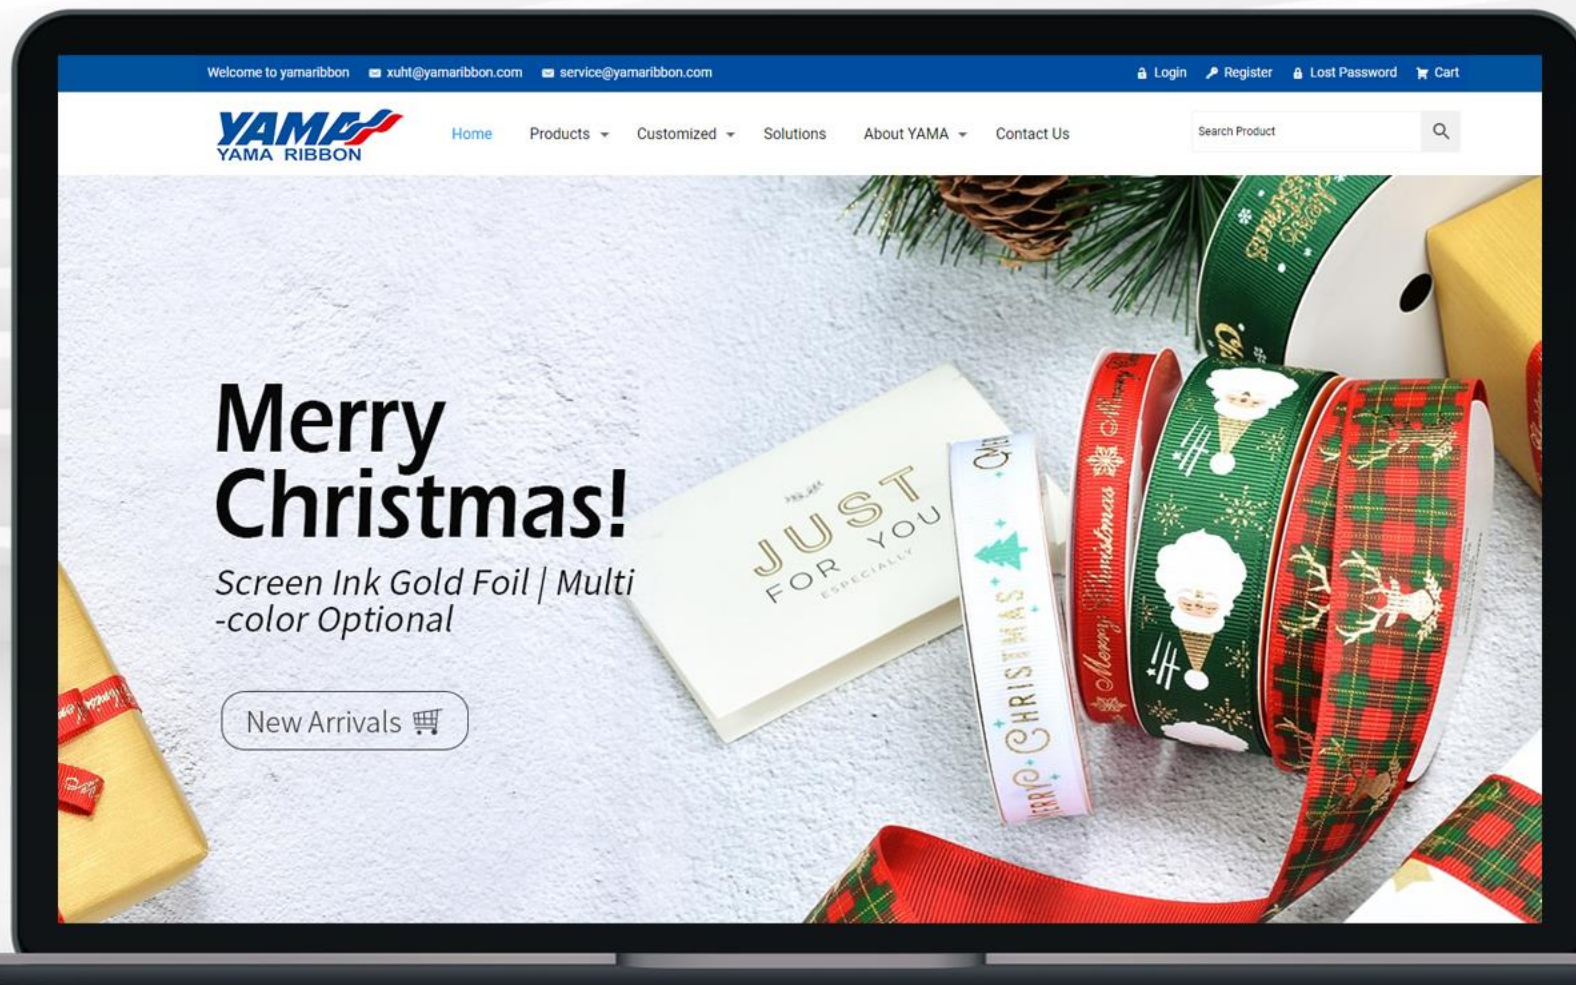 Welcome to yamaribbon xuht@yamaribbon.com service@yamaribbon.com Login Register Lost Password Cart
YAMA
YAMA RIBBON
Home Products Customized Solutions About YAMA Contact Us Search Product
Merry
Christmas!
Screen Ink Gold Foil | Multi
-color Optional
New Arrivals
JUST
FOR YOU
ESPECIALLY
MERRY CHRISTMAS
Merry Christmas
Merry
Christmas